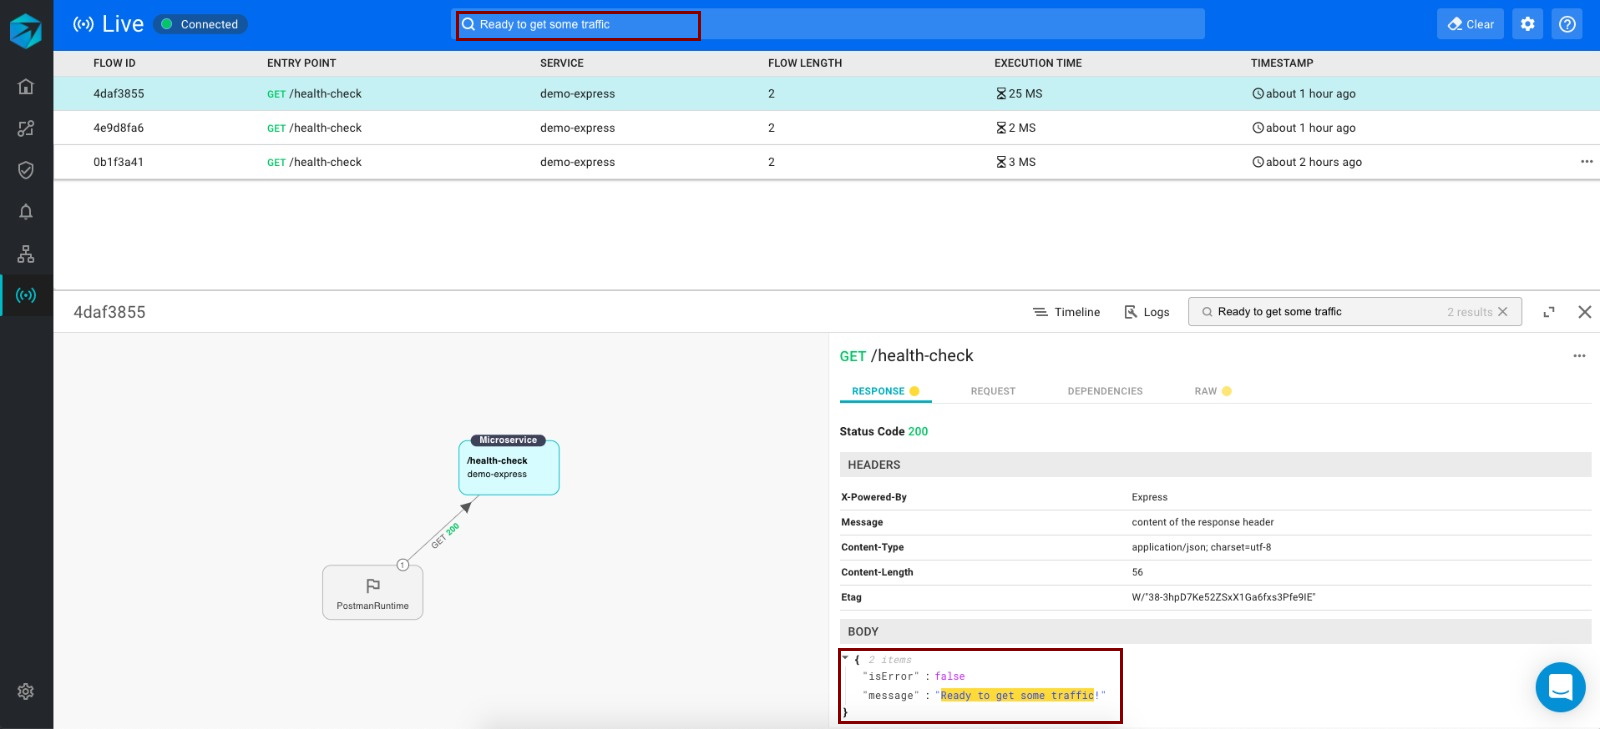 Live Connected Ready to get some traffic Clear
FLOW ID ENTRY POINT SERVICE FLOW LENGTH EXECUTION TIME TIMESTAMP
4daf3855 GET /health-check demo-express 2 25 MS about 1 hour ago
4e9d8fa6 GET /health-check demo-express 2 2 MS about 1 hour ago
0b1f3a41 GET /health-check demo-express 2 3 MS about 2 hours ago
4daf3855 Timeline Logs Ready to get some traffic 2 results
Microservice
/health-check
demo-express
GET 200
1
PostmanRuntime
GET /health-check
RESPONSE REQUEST DEPENDENCIES RAW
Status Code 200
HEADERS
X-Powered-By Express
Message content of the response header
Content-Type application/json; charset=utf-8
Content-Length 56
Etag W/"38-3hpD7Ke52ZSxX1Ga6fxs3Pfe9IE"
BODY
{ 2 items
"isError" : false
"message" : "Ready to get some traffic!"
}